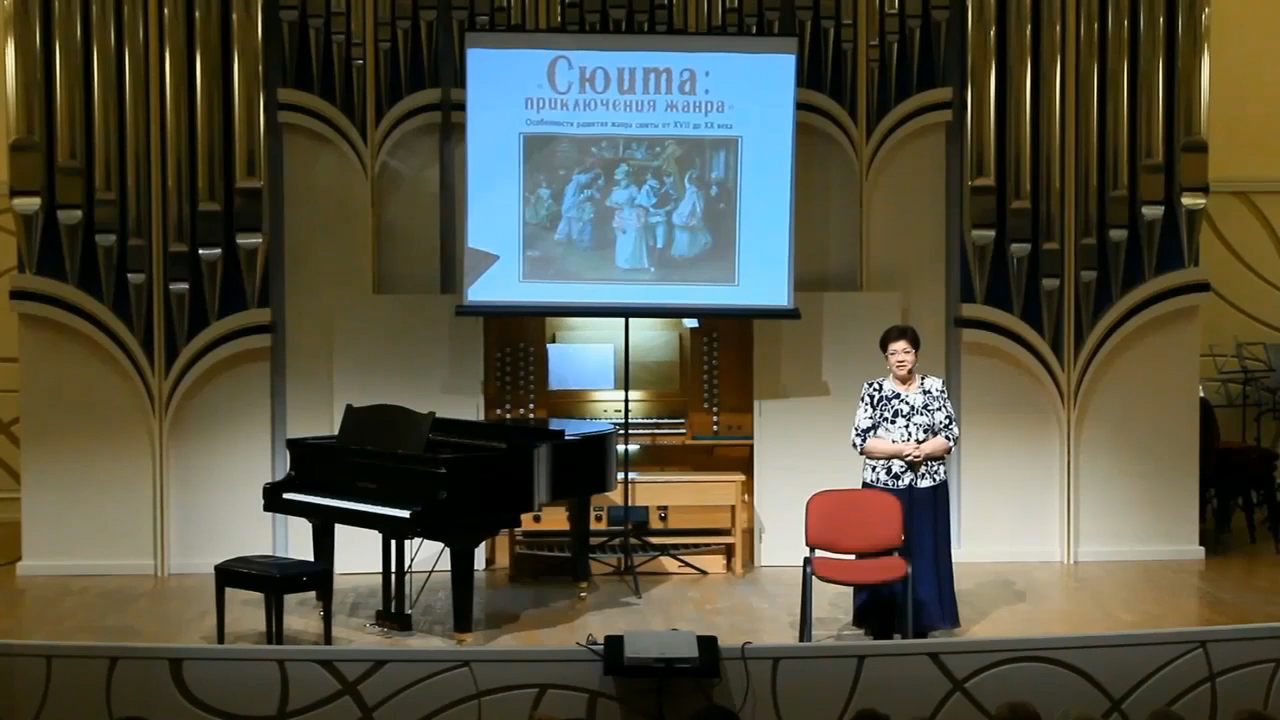 «Сюита:
приключения жанра»
Особенности развития жанра сюиты от XVII до XX века